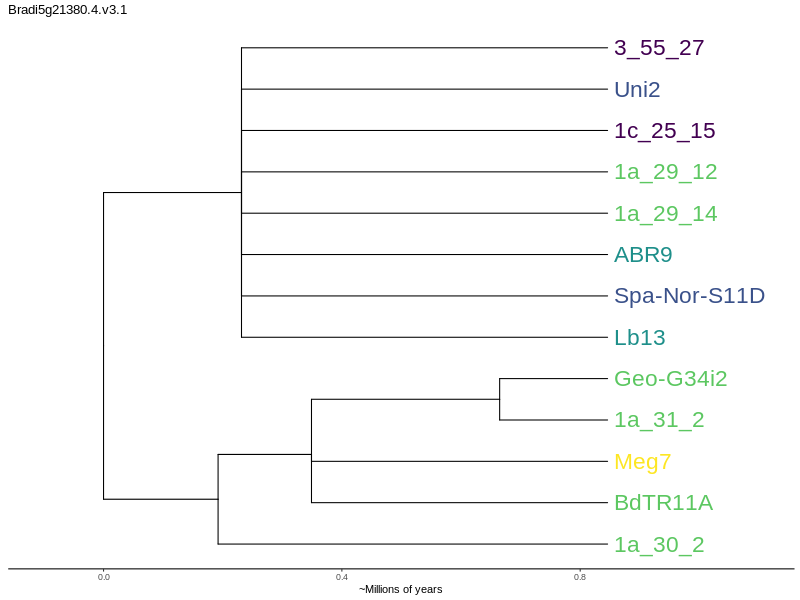 Bradi5g21380.4.v3.1
3_55_27
Uni2
1c_25_15
1a_29_12
1a_29_14
ABR9
Spa-Nor-S11D
Lb13
Geo-G34i2
1a_31_2
Meg7
BdTR11A
1a_30_2
0.0 0.4 0.8
~Millions of years